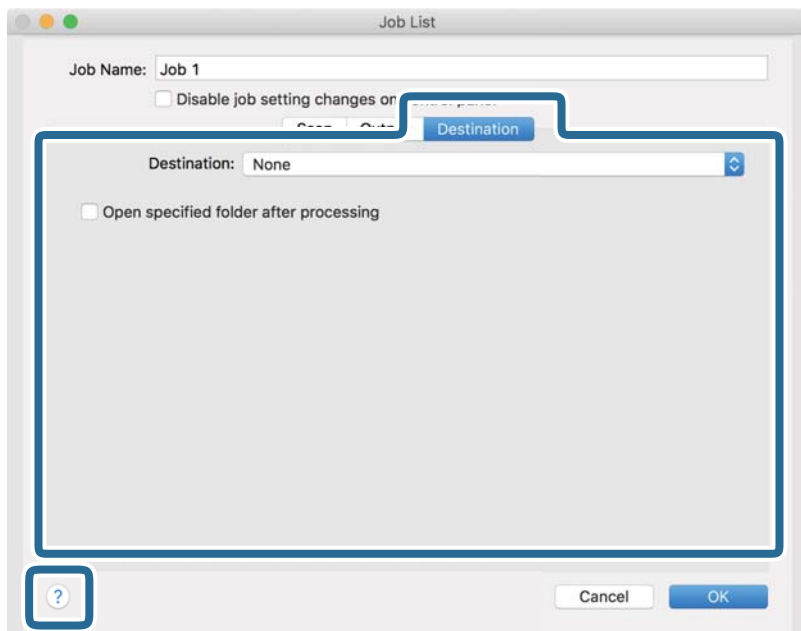 Job List
Job Name: Job 1
Disable job setting changes on
Destination
Destination: None
Open specified folder after processing
?
Cancel OK